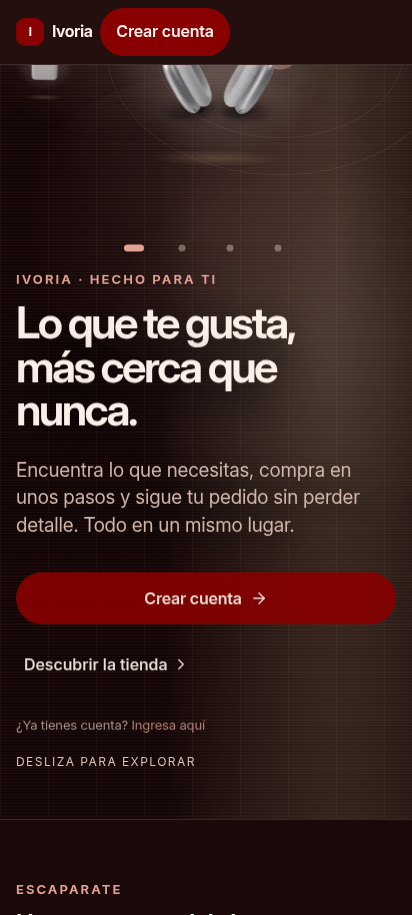 I Ivoria Crear cuenta
IVORIA · HECHO PARA TI
Lo que te gusta,
más cerca que
nunca.
Encuentra lo que necesitas, compra en
unos pasos y sigue tu pedido sin perder
detalle. Todo en un mismo lugar.
Crear cuenta →
Descubrir la tienda >
¿Ya tienes cuenta? Ingresa aquí
DESLIZA PARA EXPLORAR
ESCAPARATE